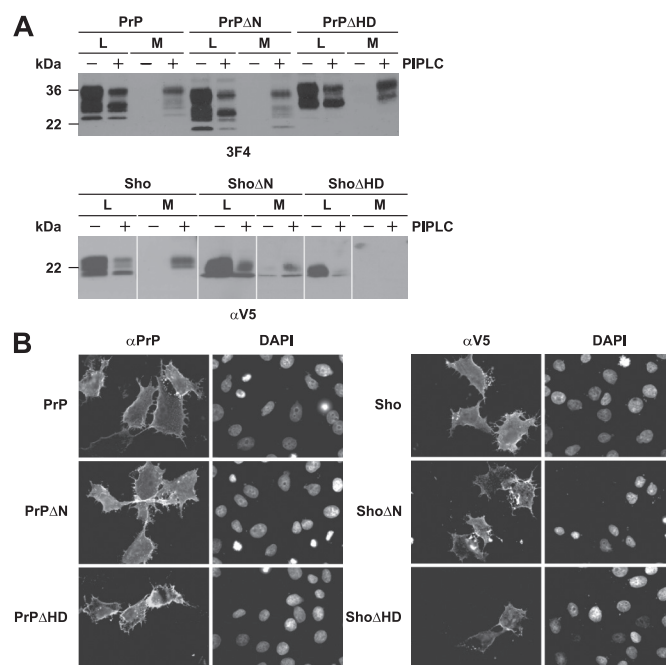 A
PrP PrPΔN PrPΔHD
L M L M L M
kDa – + – + – + – + – + – + PIPLC
36
22
3F4
Sho ShoΔN ShoΔHD
L M L M L M
kDa – + – + – + – + – + – + PIPLC
22
αV5
B
αPrP DAPI αV5 DAPI
PrP Sho
PrPΔN ShoΔN
PrPΔHD ShoΔHD